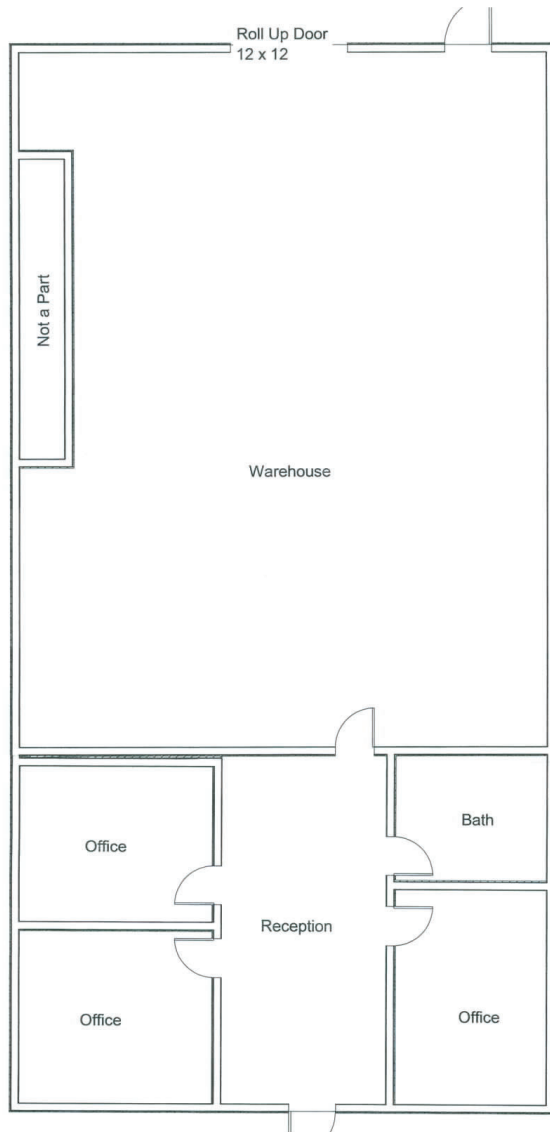 Roll Up Door
12 x 12
Not a Part
Warehouse
Office
Bath
Reception
Office
Office